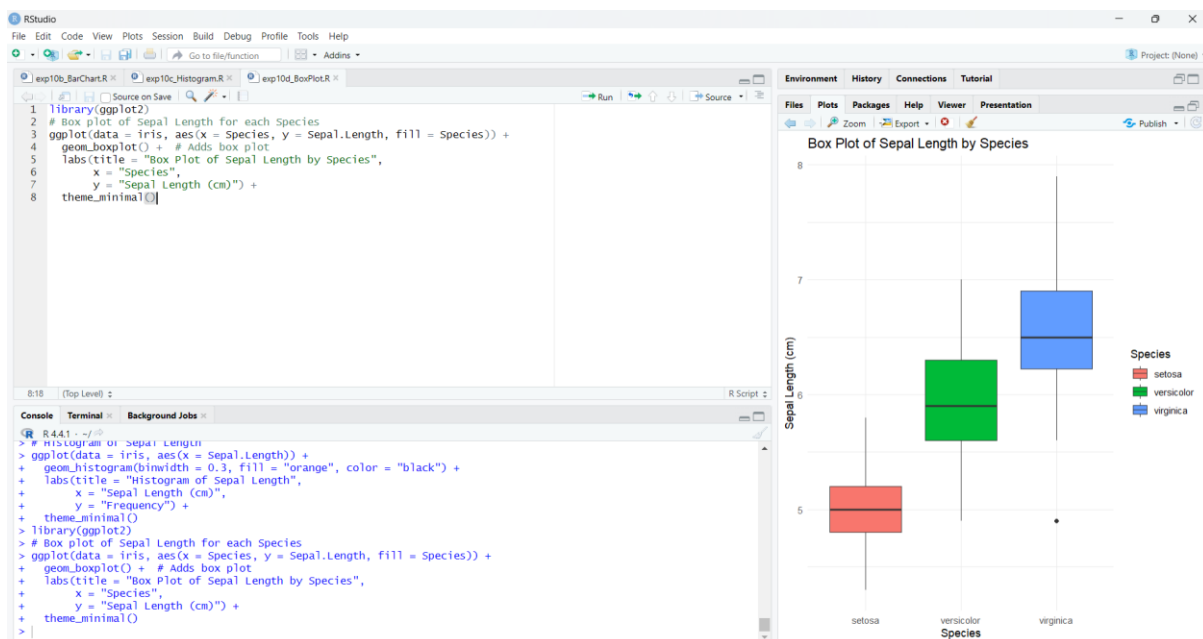 RStudio
File Edit Code View Plots Session Build Debug Profile Tools Help
Go to file/function Addins Project: (None)
exp10b_BarChart.R exp10c_Histogram.R exp10d_BoxPlot.R
Source on Save Run Source
1 library(ggplot2)
2 # Box plot of Sepal Length for each Species
3 ggplot(data = iris, aes(x = Species, y = Sepal.Length, fill = Species)) +
4   geom_boxplot() +  # Adds box plot
5   labs(title = "Box Plot of Sepal Length by Species",
6        x = "Species",
7        y = "Sepal Length (cm)") +
8   theme_minimal()
8:18 (Top Level) R Script
Console Terminal Background Jobs
R 4.4.1 · ~/
> # Histogram of Sepal Length
> ggplot(data = iris, aes(x = Sepal.Length)) +
+   geom_histogram(binwidth = 0.3, fill = "orange", color = "black") +
+   labs(title = "Histogram of Sepal Length",
+        x = "Sepal Length (cm)",
+        y = "Frequency") +
+   theme_minimal()
> library(ggplot2)
> # Box plot of Sepal Length for each Species
> ggplot(data = iris, aes(x = Species, y = Sepal.Length, fill = Species)) +
+   geom_boxplot() +  # Adds box plot
+   labs(title = "Box Plot of Sepal Length by Species",
+        x = "Species",
+        y = "Sepal Length (cm)") +
+   theme_minimal()
>
Environment History Connections Tutorial
Files Plots Packages Help Viewer Presentation
Zoom Export Publish
Box Plot of Sepal Length by Species
8
7
6
5
Sepal Length (cm)
setosa versicolor virginica
Species
Species
setosa
versicolor
virginica